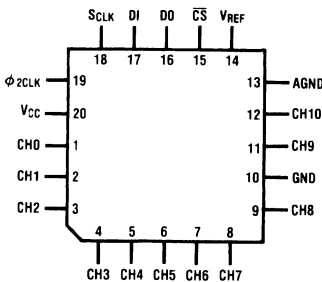 SCLK DI DO C̅S̅ VREF
18 17 16 15 14
ϕ2CLK 19 13 AGND
VCC 20 12 CH10
CH0 1 11 CH9
CH1 2 10 GND
CH2 3 9 CH8
4 5 6 7 8
CH3 CH4 CH5 CH6 CH7